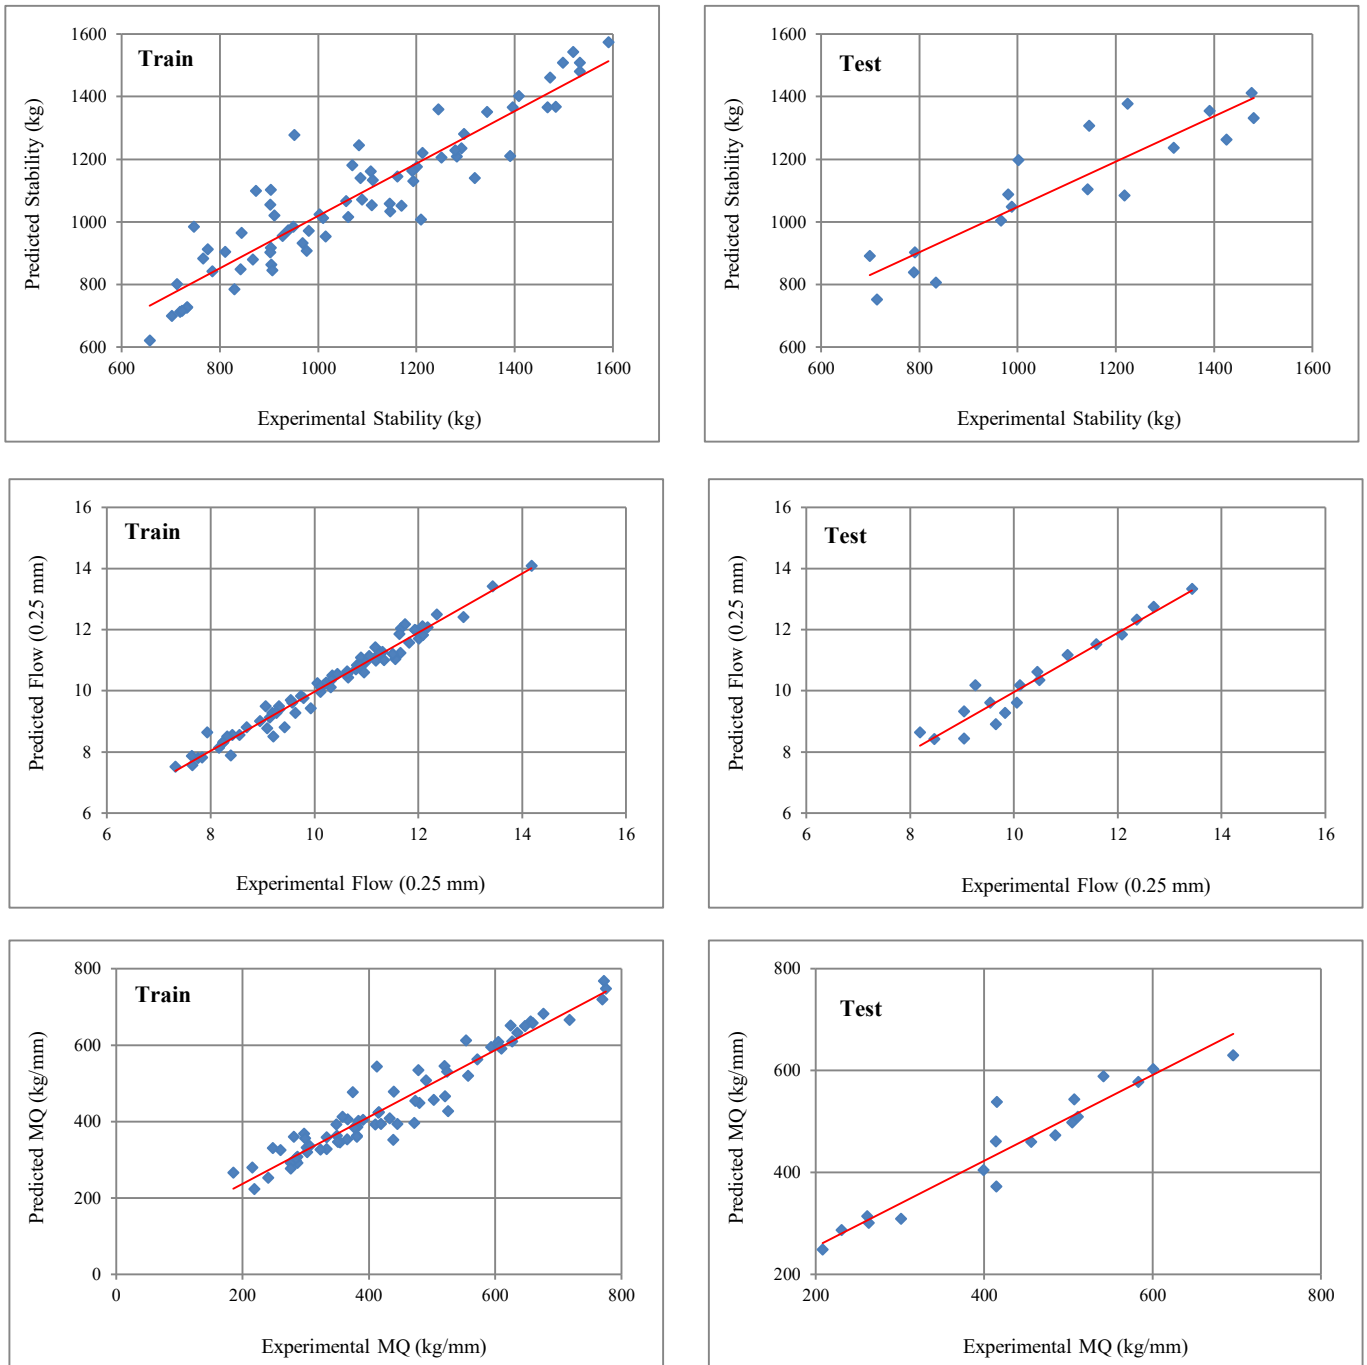 Train
Predicted Stability (kg)
1600
1400
1200
1000
800
600
600 800 1000 1200 1400 1600
Experimental Stability (kg)
Test
Predicted Stability (kg)
1600
1400
1200
1000
800
600
600 800 1000 1200 1400 1600
Experimental Stability (kg)
Train
Predicted Flow (0.25 mm)
16
14
12
10
8
6
6 8 10 12 14 16
Experimental Flow (0.25 mm)
Test
Predicted Flow (0.25 mm)
16
14
12
10
8
6
6 8 10 12 14 16
Experimental Flow (0.25 mm)
Train
Predicted MQ (kg/mm)
800
600
400
200
0
0 200 400 600 800
Experimental MQ (kg/mm)
Test
Predicted MQ (kg/mm)
800
600
400
200
200 400 600 800
Experimental MQ (kg/mm)